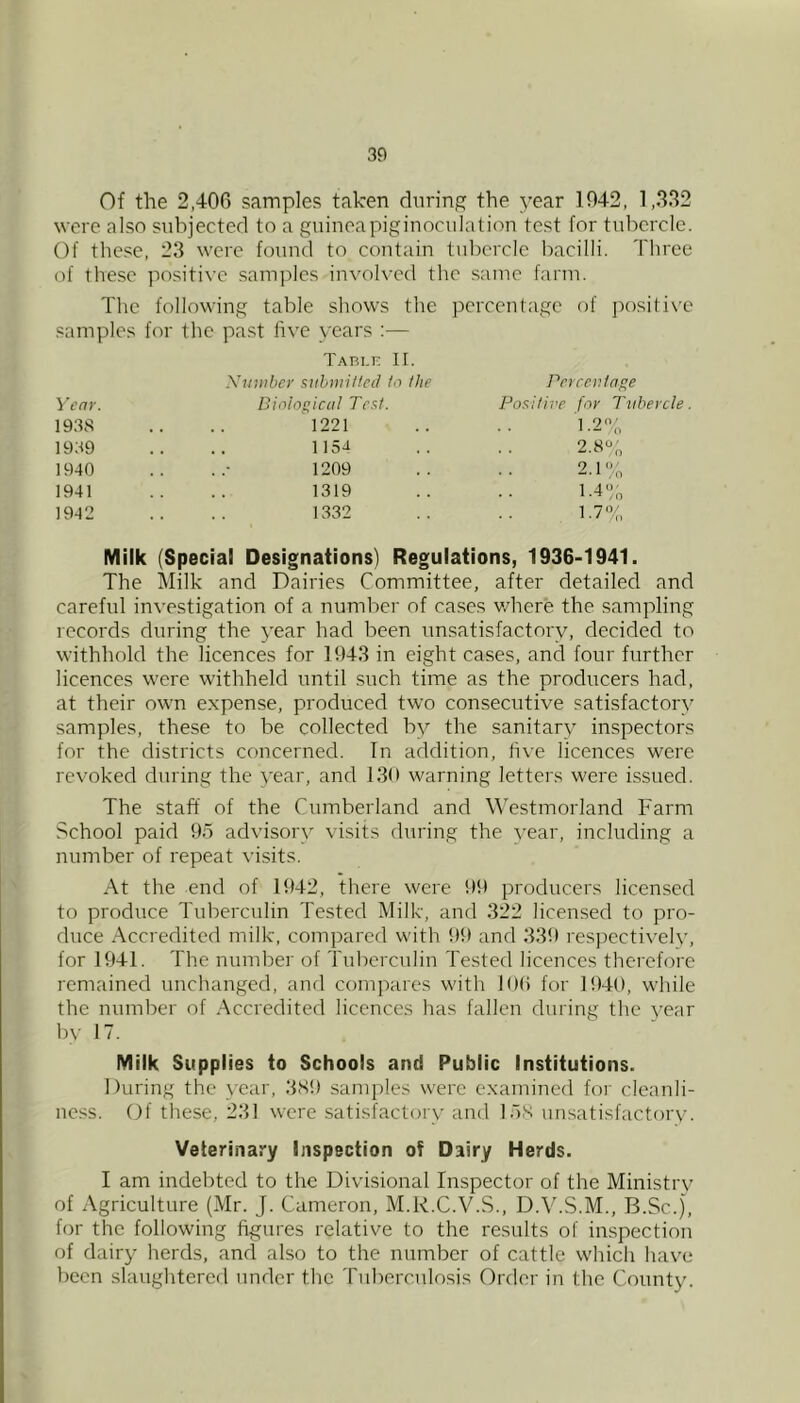 39
Of the 2,406 samples taken during the year 1942, 1,332
were also subjected to a guineapiginoculation test for tubercle.
Of these, 23 were found to contain tubercle bacilli. Three
of these positive samples involved the same farm.
The following table shows the percentage of positive
samples for the past five years :—
Table II.
Number submitted to the Percentage
Year. Biological Test. Positive for Tubercle.
1938 .. .. 1221 .. .. 1.2%
1939 .. .. 1154 .. .. 2.8%
1940 .. .. 1209 .. .. 2.1%
1941 .. .. 1319 .. .. 1.4%
1942 .. .. 1332 .. .. 1.7%
Milk (Special Designations) Regulations, 1936-1941.
The Milk and Dairies Committee, after detailed and
careful investigation of a number of cases where the sampling
records during the year had been unsatisfactory, decided to
withhold the licences for 1943 in eight cases, and four further
licences were withheld until such time as the producers had,
at their own expense, produced two consecutive satisfactory
samples, these to be collected by the sanitary inspectors
for the districts concerned. In addition, five licences were
revoked during the year, and 130 warning letters were issued.
The staff of the Cumberland and Westmorland Farm
School paid 95 advisory visits during the year, including a
number of repeat visits.
At the end of 1942, there were 99 producers licensed
to produce Tuberculin Tested Milk, and 322 licensed to pro-
duce Accredited milk, compared with 99 and 339 respectively,
for 1941. The number of Tuberculin Tested licences therefore
remained unchanged, and compares with 106 for 1940, while
the number of Accredited licences has fallen during the year
by 17.
Milk Supplies to Schools and Public Institutions.
During the year, 389 samples were examined for cleanli-
ness. Of these, 231 were satisfactory and 158 unsatisfactory.
Veterinary Inspection of Dairy Herds.
I am indebted to the Divisional Inspector of the Ministry
of Agriculture (Mr. J. Cameron, M.R.C.V.S., D.V.S.M., B.Sc.),
for the following figures relative to the results of inspection
of dairy herds, and also to the number of cattle which have
been slaughtered under the Tuberculosis Order in the County.